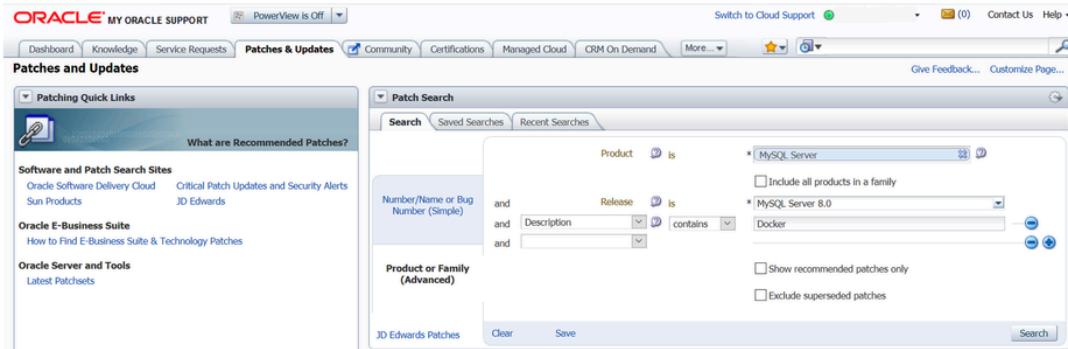 ORACLE MY ORACLE SUPPORT PowerView is Off Switch to Cloud Support (0) Contact Us Help
Dashboard Knowledge Service Requests Patches & Updates Community Certifications Managed Cloud CRM On Demand More...
Patches and Updates Give Feedback... Customize Page...
Patching Quick Links
What are Recommended Patches?
Software and Patch Search Sites
Oracle Software Delivery Cloud Critical Patch Updates and Security Alerts
Sun Products JD Edwards
Oracle E-Business Suite
How to Find E-Business Suite & Technology Patches
Oracle Server and Tools
Latest Patchsets
Patch Search
Search Saved Searches Recent Searches
Number/Name or Bug
Number (Simple)
Product or Family
(Advanced)
JD Edwards Patches
Product is * MySQL Server
Include all products in a family
and Release is * MySQL Server 8.0
and Description contains Docker
and
Show recommended patches only
Exclude superseded patches
Clear Save Search